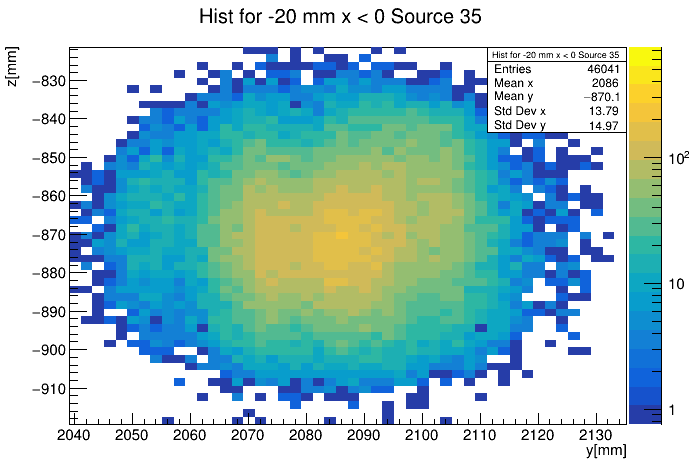 Hist for -20 mm x < 0 Source 35
z[mm]
Hist for -20 mm x < 0 Source 35
Entries 46041
Mean x 2086
Mean y −870.1
Std Dev x 13.79
Std Dev y 14.97
−830
−840
−850
−860
−870
−880
−890
−900
−910
10²
10
1
2040 2050 2060 2070 2080 2090 2100 2110 2120 2130
y[mm]